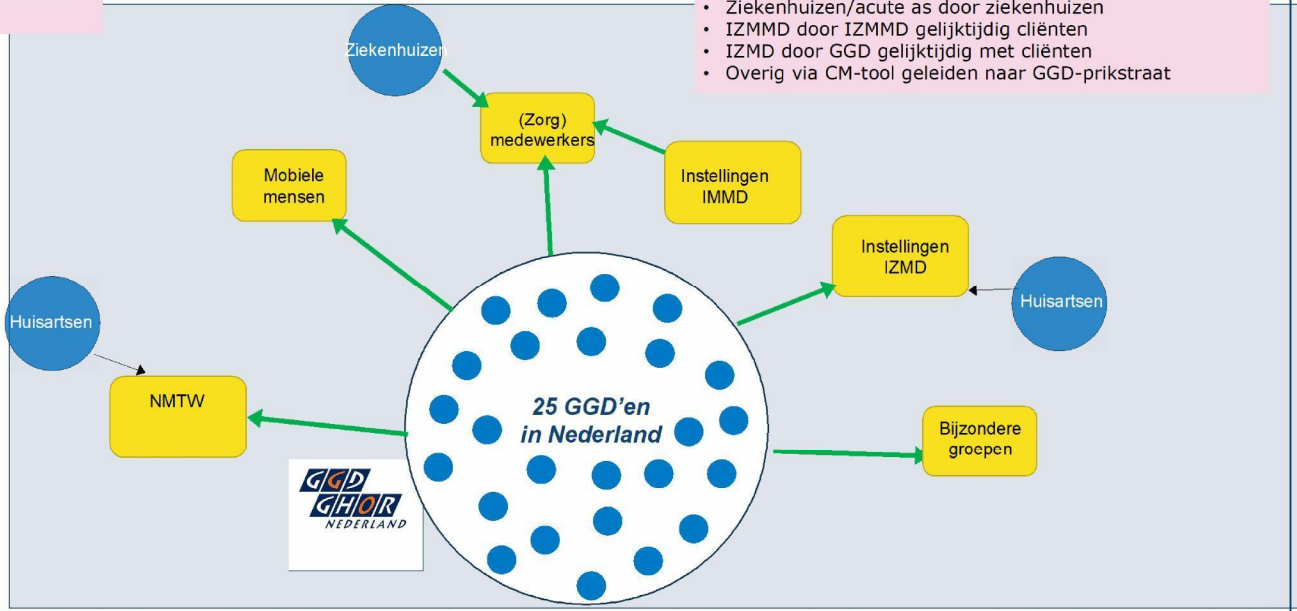 • Ziekenhuizen/acute as door ziekenhuizen
• IZMMD door IZMMD gelijktijdig cliënten
• IZMD door GGD gelijktijdig met cliënten
• Overig via CM-tool geleiden naar GGD-prikstraat
Ziekenhuizen
(Zorg)
medewerkers
Instellingen
IMMD
Mobiele
mensen
Instellingen
IZMD
Huisartsen
Huisartsen
NMTW
25 GGD'en
in Nederland
Bijzondere
groepen
GGD
GHOR
NEDERLAND